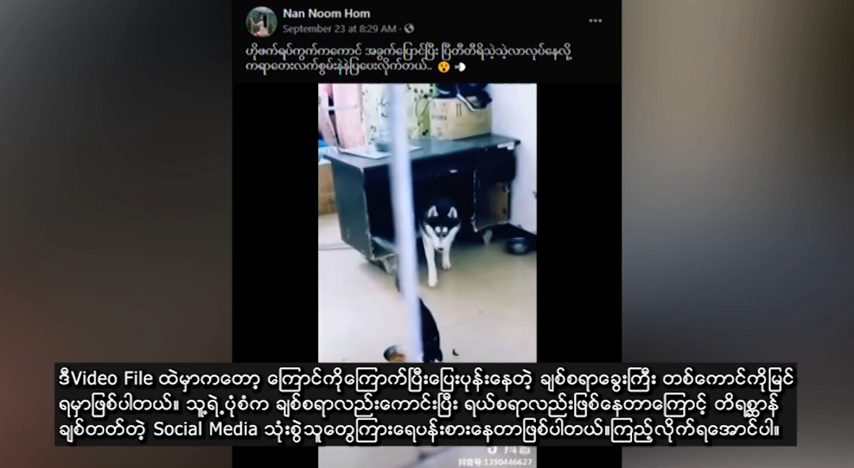 Nan Noom Hom
September 23 at 8:29 AM ·
ဟိုဖက်ရပ်ကွက်ကကောင် အခွက်ပြောင်ပြီး ပြီတီတီရိသဲ့သဲ့လာလုပ်နေလို့
ကရာတေးလက်စွမ်းနဲနဲပြပေးလိုက်တယ်..
ဒီVideo File ထဲမှာကတော့ ကြောင်ကိုကြောက်ပြီးပြေးပုန်းနေတဲ့ ချစ်စရာခွေးကြီး တစ်ကောင်ကိုမြင်
ရမှာဖြစ်ပါတယ်။ သူ့ရဲ့ပုံစံက ချစ်စရာလည်းကောင်းပြီး ရယ်စရာလည်းဖြစ်နေတာကြောင့် တိရစ္ဆာန်
ချစ်တတ်တဲ့ Social Media သုံးစွဲသူတွေကြားရေပန်းစားနေတာဖြစ်ပါတယ်။ကြည့်လိုက်ရအောင်ပါ။
抖音号:1390446627